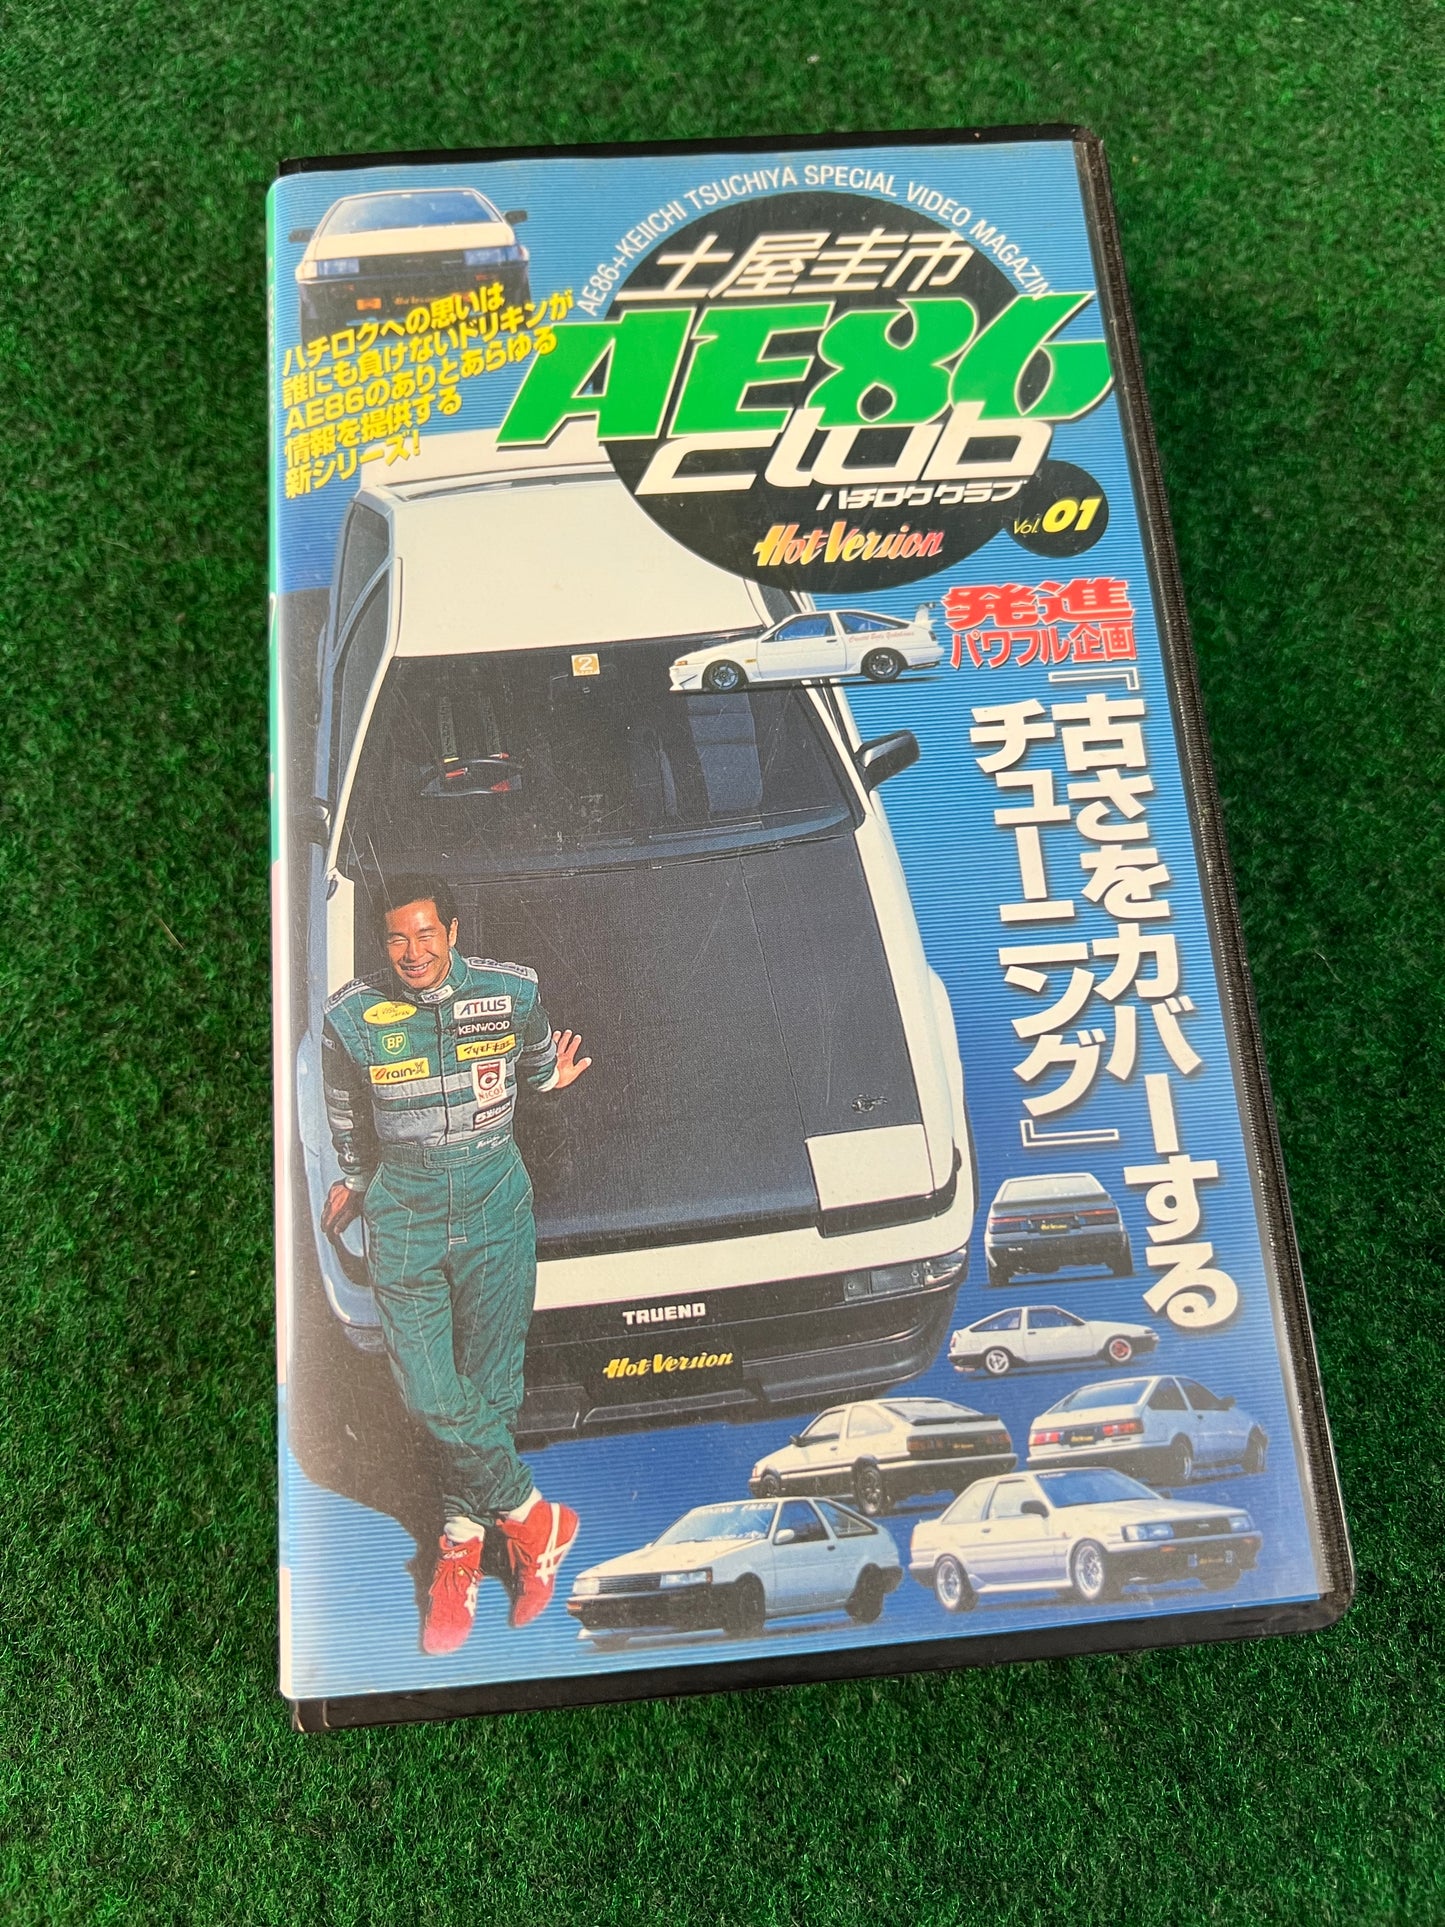 AE86+KEIICHI TSUCHIYA SPECIAL VIDEO MAGAZIN
土屋圭市
AE86
club
ハチロククラブ
Hot-Version
Vol.01
ハチロクへの思いは
誰にも負けないドリキンが
AE86のありとあらゆる
情報を提供する
新シリーズ!
発進
パワフル企画
『古さをカバーする
チューニング』
2
ATLUS
KENWOOD
BP
NICOS
TRUENO
Hot-Version